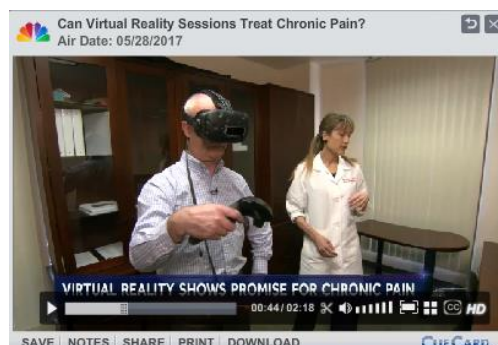 Can Virtual Reality Sessions Treat Chronic Pain?
Air Date: 05/28/2017
VIRTUAL REALITY SHOWS PROMISE FOR CHRONIC PAIN
00:44 / 02:18 CC HD
SAVE NOTES SHARE PRINT DOWNLOAD CUECARD